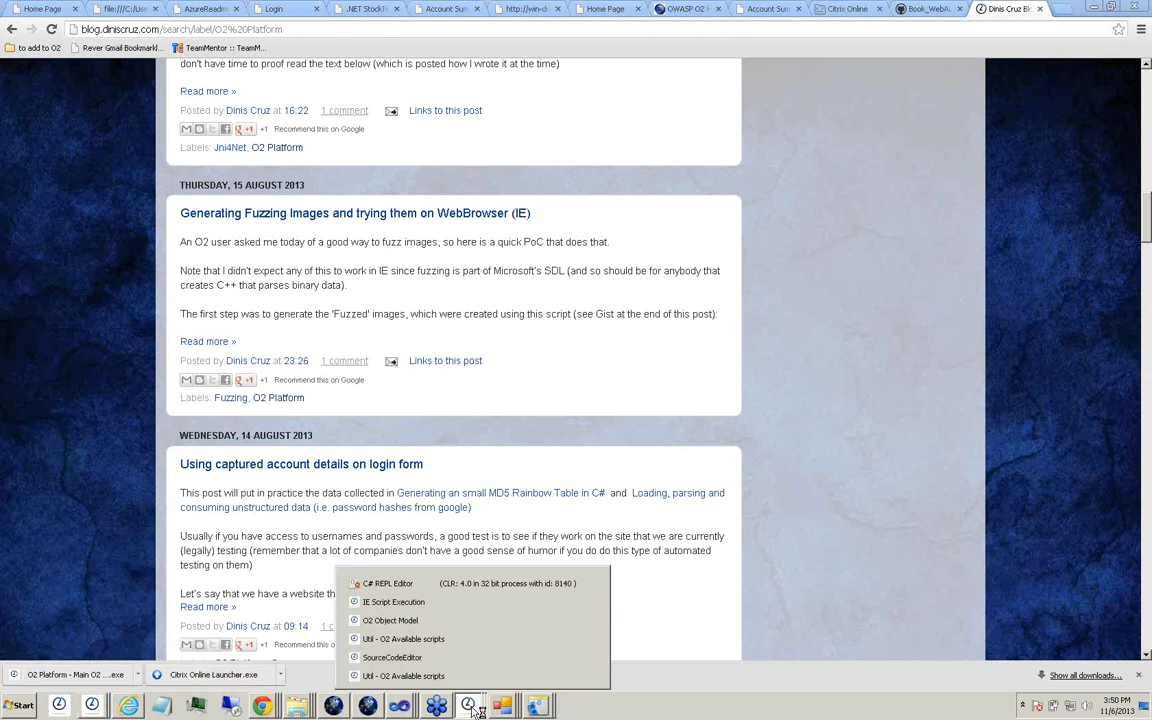 Home Page
file:///C:/Use
AzureReadm
Login
.NET StockT
Account Sum
http://win-d
Home Page
OWASP O2 P
Account Sum
Citrix Online
Book_WebAu
Dinis Cruz Blo
blog.diniscruz.com/search/label/O2%20Platform
to add to O2
Rever Gmail Bookmarkl...
TeamMentor :: TeamM...
don't have time to proof read the text below (which is posted how I wrote it at the time)
Read more »
Posted by Dinis Cruz at 16:22 1 comment Links to this post
+1 +1 Recommend this on Google
Labels: Jni4Net, O2 Platform
THURSDAY, 15 AUGUST 2013
Generating Fuzzing Images and trying them on WebBrowser (IE)
An O2 user asked me today of a good way to fuzz images, so here is a quick PoC that does that.
Note that I didn't expect any of this to work in IE since fuzzing is part of Microsoft's SDL (and so should be for anybody that
creates C++ that parses binary data).
The first step was to generate the 'Fuzzed' images, which were created using this script (see Gist at the end of this post):
Read more »
Posted by Dinis Cruz at 23:26 1 comment Links to this post
+1 +1 Recommend this on Google
Labels: Fuzzing, O2 Platform
WEDNESDAY, 14 AUGUST 2013
Using captured account details on login form
This post will put in practice the data collected in Generating an small MD5 Rainbow Table in C# and Loading, parsing and
consuming unstructured data (i.e. password hashes from google)
Usually if you have access to usernames and passwords, a good test is to see if they work on the site that we are currently
(legally) testing (remember that a lot of companies don't have a good sense of humor if you do do this type of automated
testing on them)
Let's say that we have a website th
Read more »
Posted by Dinis Cruz at 09:14 1 c
+1 +1 Recommend this o
C# REPL Editor (CLR: 4.0 in 32 bit process with id: 8140 )
IE Script Execution
O2 Object Model
Util - O2 Available scripts
SourceCodeEditor
Util - O2 Available scripts
O2 Platform - Main O2 ....exe
Citrix Online Launcher.exe
Show all downloads...
Start
3:50 PM
11/6/2013